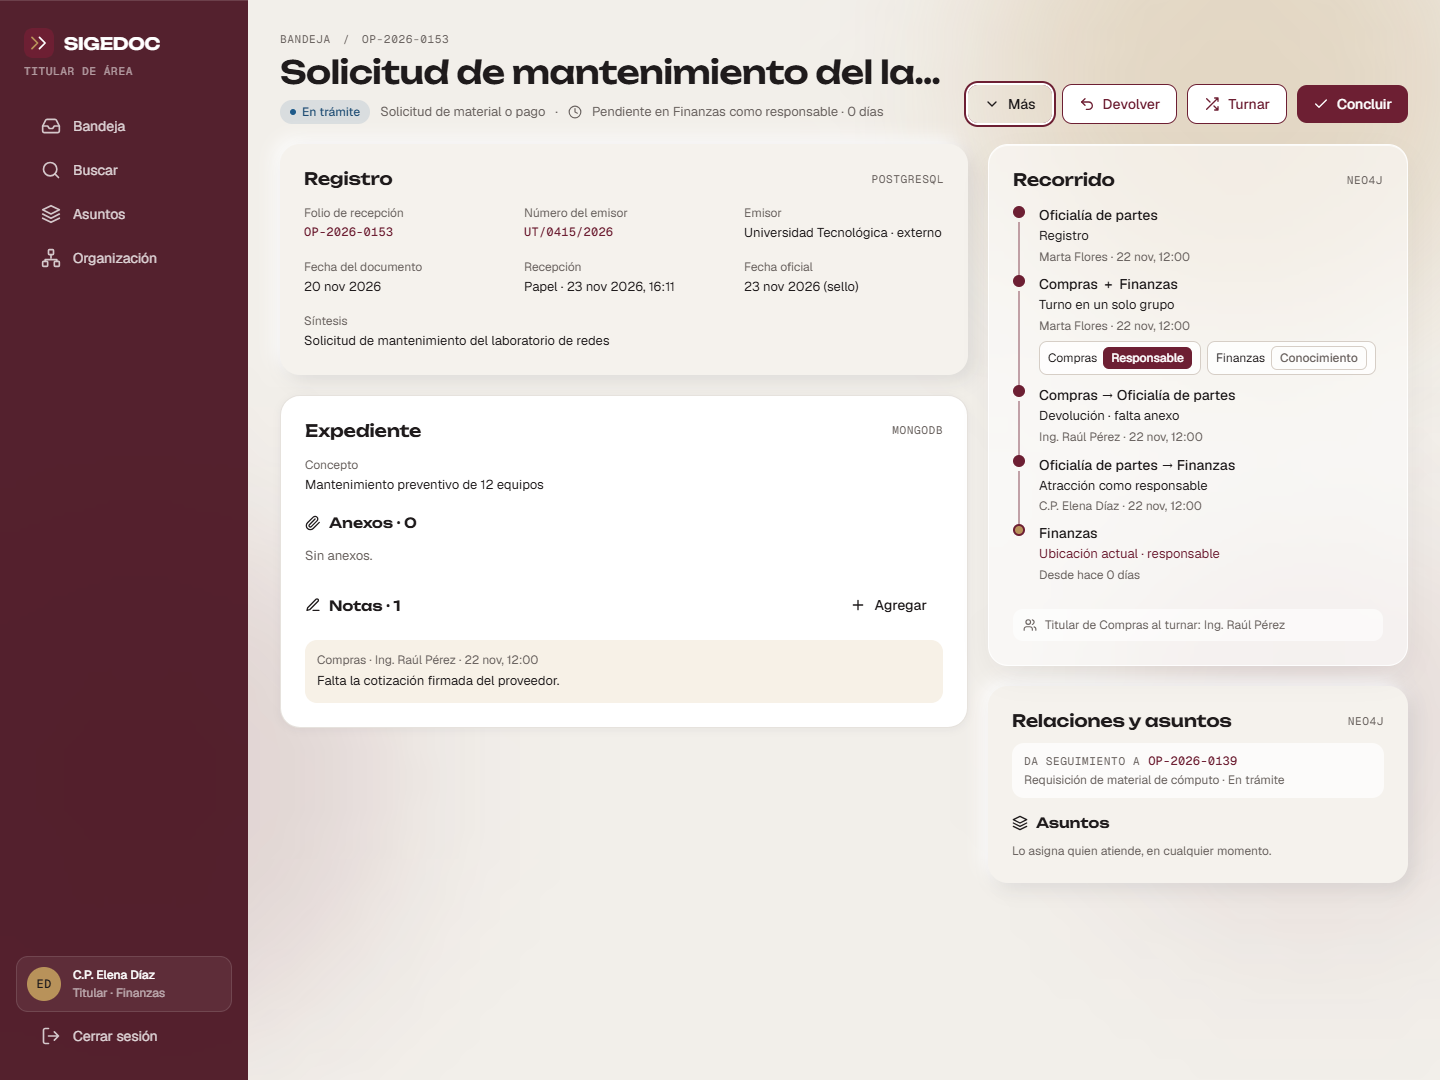 SIGEDOC
TITULAR DE ÁREA
Bandeja
Buscar
Asuntos
Organización
C.P. Elena Díaz
ED
Titular · Finanzas
Cerrar sesión
BANDEJA / OP-2026-0153
Solicitud de mantenimiento del la...
En trámite Solicitud de material o pago · Pendiente en Finanzas como responsable · 0 días
Más Devolver Turnar Concluir
Registro POSTGRESQL
Folio de recepción Número del emisor Emisor
OP-2026-0153 UT/0415/2026 Universidad Tecnológica · externo
Fecha del documento Recepción Fecha oficial
20 nov 2026 Papel · 23 nov 2026, 16:11 23 nov 2026 (sello)
Síntesis
Solicitud de mantenimiento del laboratorio de redes
Expediente MONGODB
Concepto
Mantenimiento preventivo de 12 equipos
Anexos · 0
Sin anexos.
Notas · 1 Agregar
Compras · Ing. Raúl Pérez · 22 nov, 12:00
Falta la cotización firmada del proveedor.
Recorrido NEO4J
Oficialía de partes
Registro
Marta Flores · 22 nov, 12:00
Compras + Finanzas
Turno en un solo grupo
Marta Flores · 22 nov, 12:00
Compras Responsable Finanzas Conocimiento
Compras → Oficialía de partes
Devolución · falta anexo
Ing. Raúl Pérez · 22 nov, 12:00
Oficialía de partes → Finanzas
Atracción como responsable
C.P. Elena Díaz · 22 nov, 12:00
Finanzas
Ubicación actual · responsable
Desde hace 0 días
Titular de Compras al turnar: Ing. Raúl Pérez
Relaciones y asuntos NEO4J
DA SEGUIMIENTO A OP-2026-0139
Requisición de material de cómputo · En trámite
Asuntos
Lo asigna quien atiende, en cualquier momento.